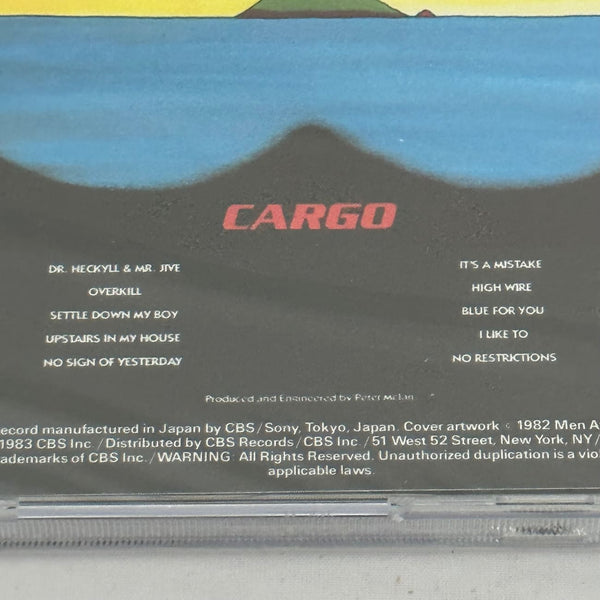 CARGO
DR. HECKYLL & MR. JIVE
OVERKILL
SETTLE DOWN MY BOY
UPSTAIRS IN MY HOUSE
NO SIGN OF YESTERDAY
IT'S A MISTAKE
HIGH WIRE
BLUE FOR YOU
I LIKE TO
NO RESTRICTIONS
Produced and Engineered by Peter McIan.
ecord manufactured in Japan by CBS/Sony, Tokyo, Japan. Cover artwork © 1982 Men A
1983 CBS Inc./Distributed by CBS Records/CBS Inc./51 West 52 Street, New York, NY/
ademarks of CBS Inc./WARNING: All Rights Reserved. Unauthorized duplication is a viol
applicable laws.